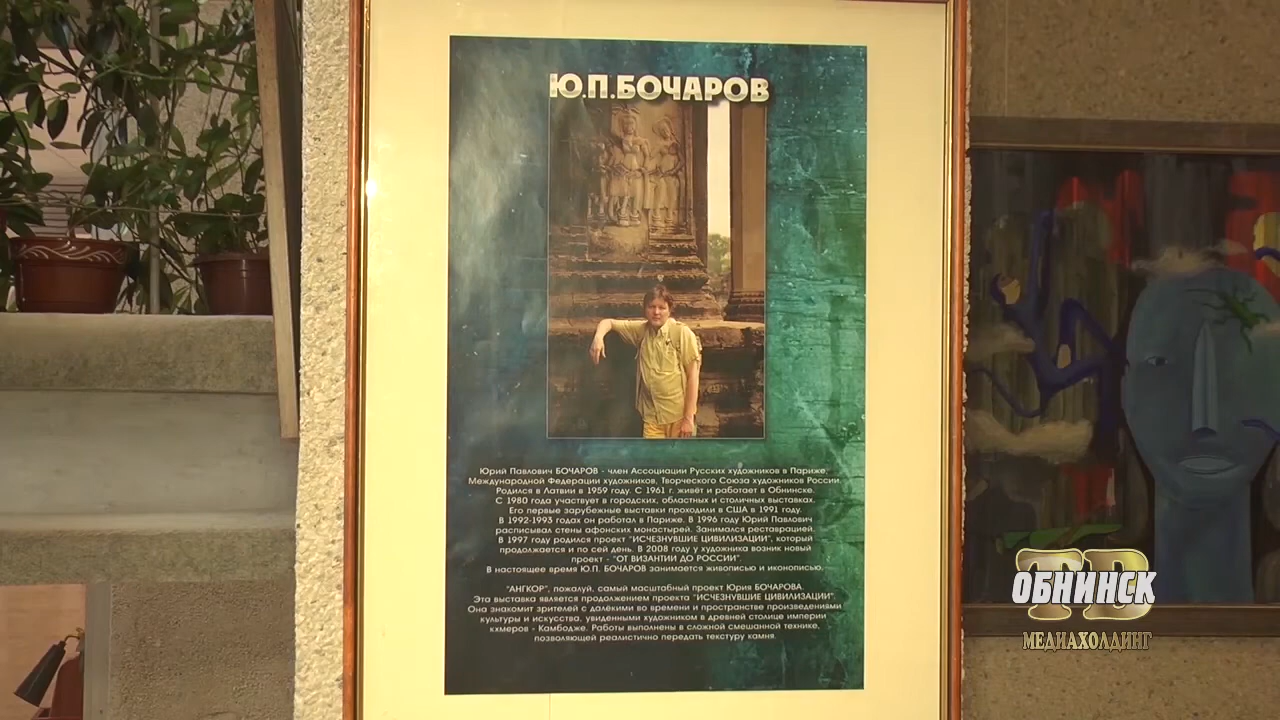 Ю.П.БОЧАРОВ
Юрий Павлович БОЧАРОВ - член Ассоциации Русских художников в Париже,
Международной Федерации художников, Творческого Союза художников России.
Родился в Латвии в 1959 году. С 1961 г. живёт и работает в Обнинске.
С 1980 года участвует в городских, областных и столичных выставках.
Его первые зарубежные выставки проходили в США в 1991 году.
В 1992-1993 годах он работал в Париже. В 1996 году Юрий Павлович
расписывал стены афонских монастырей. Занимался реставрацией.
В 1997 году родился проект "ИСЧЕЗНУВШИЕ ЦИВИЛИЗАЦИИ", который
продолжается и по сей день. В 2008 году у художника возник новый
проект - "ОТ ВИЗАНТИИ ДО РОССИИ".
В настоящее время Ю.П. БОЧАРОВ занимается живописью и иконописью.
"АНГКОР", пожалуй, самый масштабный проект Юрия БОЧАРОВА.
Эта выставка является продолжением проекта "ИСЧЕЗНУВШИЕ ЦИВИЛИЗАЦИИ".
Она знакомит зрителей с далёкими во времени и пространстве произведениями
культуры и искусства, увиденными художником в древней столице империи
кхмеров - Камбодже. Работы выполнены в сложной смешанной технике,
позволяющей реалистично передать текстуру камня.
ТВ
ОБНИНСК
МЕДИАХОЛДИНГ